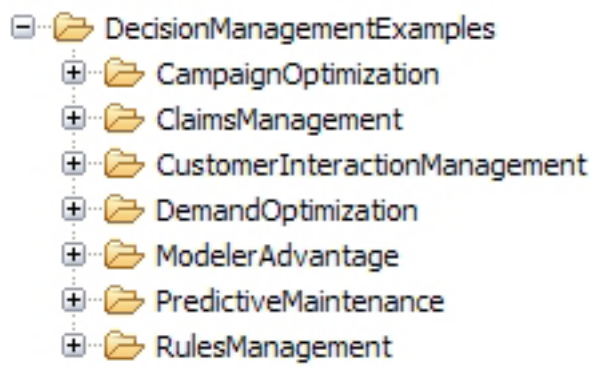 DecisionManagementExamples
CampaignOptimization
ClaimsManagement
CustomerInteractionManagement
DemandOptimization
ModelerAdvantage
PredictiveMaintenance
RulesManagement